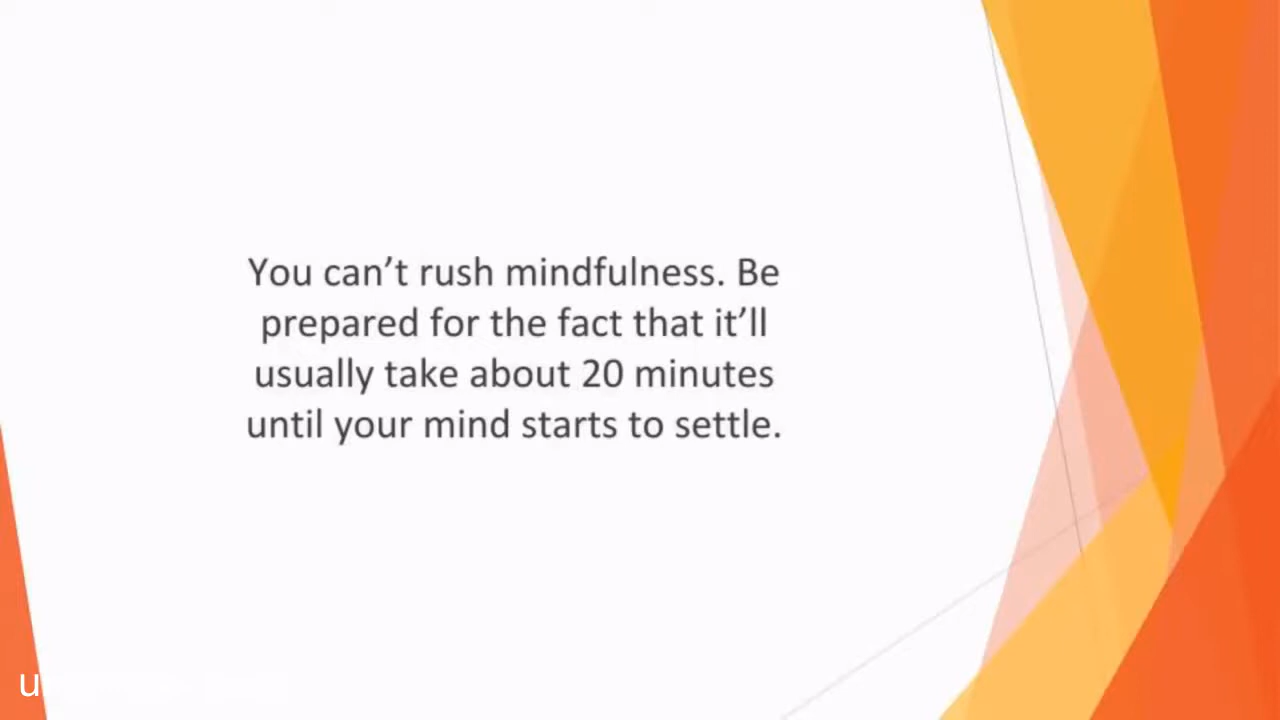 You can’t rush mindfulness. Be
prepared for the fact that it’ll
usually take about 20 minutes
until your mind starts to settle.